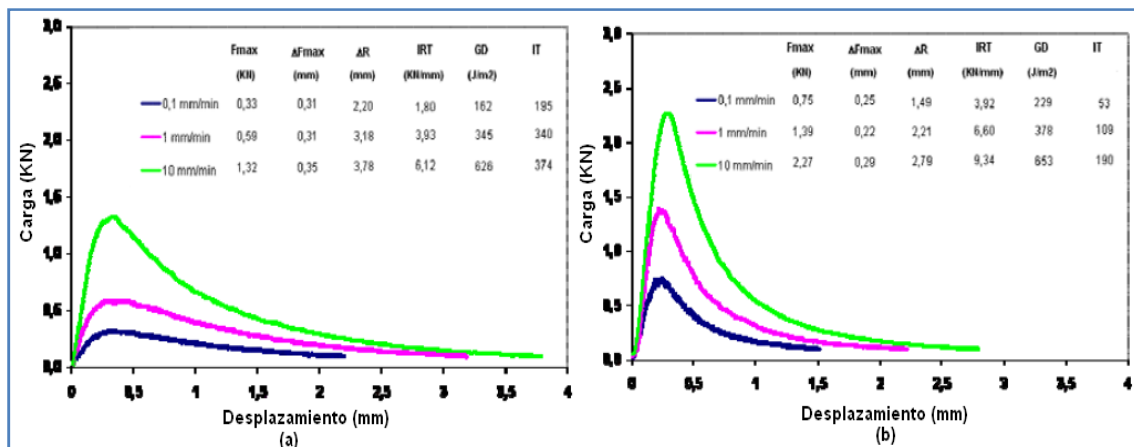 3,0
Fmax ΔFmax ΔR IRT GD IT
(KN) (mm) (mm) (KN/mm) (J/m2)
2,5
0,1 mm/min 0,33 0,31 2,20 1,80 162 195
1 mm/min 0,59 0,31 3,18 3,93 345 340
2,0
10 mm/min 1,32 0,35 3,78 6,12 626 374
1,5
Carga (KN)
1,0
0,5
0,0
0 0,5 1 1,5 2 2,5 3 3,5 4
Desplazamiento (mm)
(a)
3,0
Fmax ΔFmax ΔR IRT GD IT
(KN) (mm) (mm) (KN/mm) (J/m2)
2,5
0,1 mm/min 0,75 0,25 1,49 3,92 229 53
1 mm/min 1,39 0,22 2,21 6,60 378 109
2,0
10 mm/min 2,27 0,29 2,79 9,34 653 190
1,5
Carga (KN)
1,0
0,5
0,0
0 0,5 1 1,5 2 2,5 3 3,5 4
Desplazamiento (mm)
(b)